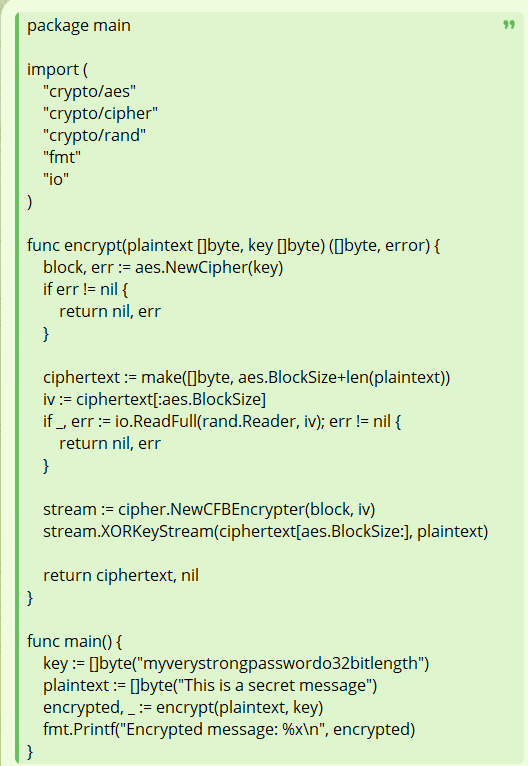 package main
”
import (
"crypto/aes"
"crypto/cipher"
"crypto/rand"
"fmt"
"io"
)
func encrypt(plaintext []byte, key []byte) ([]byte, error) {
block, err := aes.NewCipher(key)
if err != nil {
return nil, err
}
ciphertext := make([]byte, aes.BlockSize+len(plaintext))
iv := ciphertext[:aes.BlockSize]
if _, err := io.ReadFull(rand.Reader, iv); err != nil {
return nil, err
}
stream := cipher.NewCFBEncrypter(block, iv)
stream.XORKeyStream(ciphertext[aes.BlockSize:], plaintext)
return ciphertext, nil
}
func main() {
key := []byte("myverystrongpasswordo32bitlength")
plaintext := []byte("This is a secret message")
encrypted, _ := encrypt(plaintext, key)
fmt.Printf("Encrypted message: %x\n", encrypted)
}